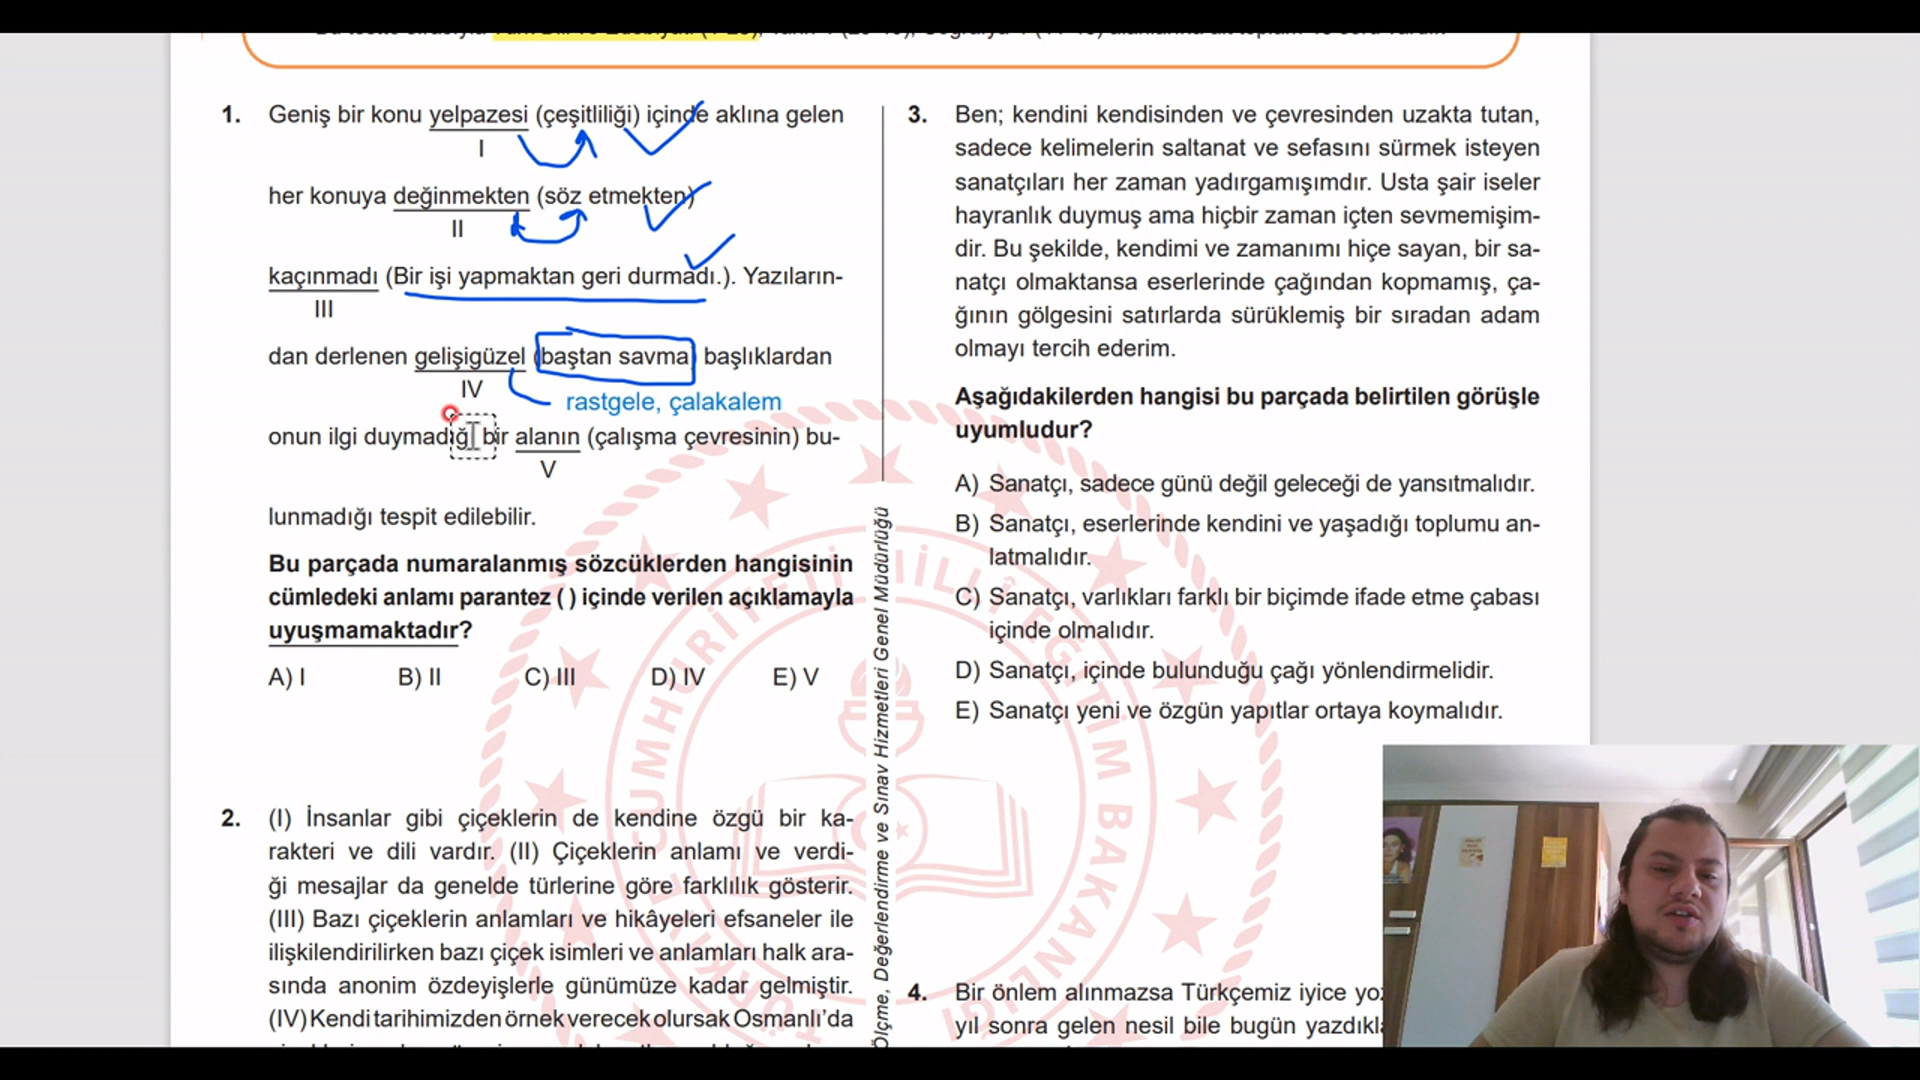 1. Geniş bir konu yelpazesi (çeşitliliği) içinde aklına gelen
I
her konuya değinmekten (söz etmekten)
II
kaçınmadı (Bir işi yapmaktan geri durmadı.). Yazıların-
III
dan derlenen gelişigüzel (baştan savma) başlıklardan
IV
rastgele, çalakalem
onun ilgi duymadığı bir alanın (çalışma çevresinin) bu-
V
lunmadığı tespit edilebilir.
Bu parçada numaralanmış sözcüklerden hangisinin
cümledeki anlamı parantez ( ) içinde verilen açıklamayla
uyuşmamaktadır?
A) I B) II C) III D) IV E) V
2. (I) İnsanlar gibi çiçeklerin de kendine özgü bir ka-
rakteri ve dili vardır. (II) Çiçeklerin anlamı ve verdi-
ği mesajlar da genelde türlerine göre farklılık gösterir.
(III) Bazı çiçeklerin anlamları ve hikâyeleri efsaneler ile
ilişkilendirilirken bazı çiçek isimleri ve anlamları halk ara-
sında anonim özdeyişlerle günümüze kadar gelmiştir.
(IV) Kendi tarihimizden örnek verecek olursak Osmanlı'da
Ölçme, Değerlendirme ve Sınav Hizmetleri Genel Müdürlüğü
3. Ben; kendini kendisinden ve çevresinden uzakta tutan,
sadece kelimelerin saltanat ve sefasını sürmek isteyen
sanatçıları her zaman yadırgamışımdır. Usta şair iseler
hayranlık duymuş ama hiçbir zaman içten sevmemişim-
dir. Bu şekilde, kendimi ve zamanımı hiçe sayan, bir sa-
natçı olmaktansa eserlerinde çağından kopmamış, ça-
ğının gölgesini satırlarda sürüklemiş bir sıradan adam
olmayı tercih ederim.
Aşağıdakilerden hangisi bu parçada belirtilen görüşle
uyumludur?
A) Sanatçı, sadece günü değil geleceği de yansıtmalıdır.
B) Sanatçı, eserlerinde kendini ve yaşadığı toplumu an-
latmalıdır.
C) Sanatçı, varlıkları farklı bir biçimde ifade etme çabası
içinde olmalıdır.
D) Sanatçı, içinde bulunduğu çağı yönlendirmelidir.
E) Sanatçı yeni ve özgün yapıtlar ortaya koymalıdır.
4. Bir önlem alınmazsa Türkçemiz iyice
yıl sonra gelen nesil bile bugün
TÜRKİYE CUMHURİYETİ MİLLÎ EĞİTİM BAKANLIĞI